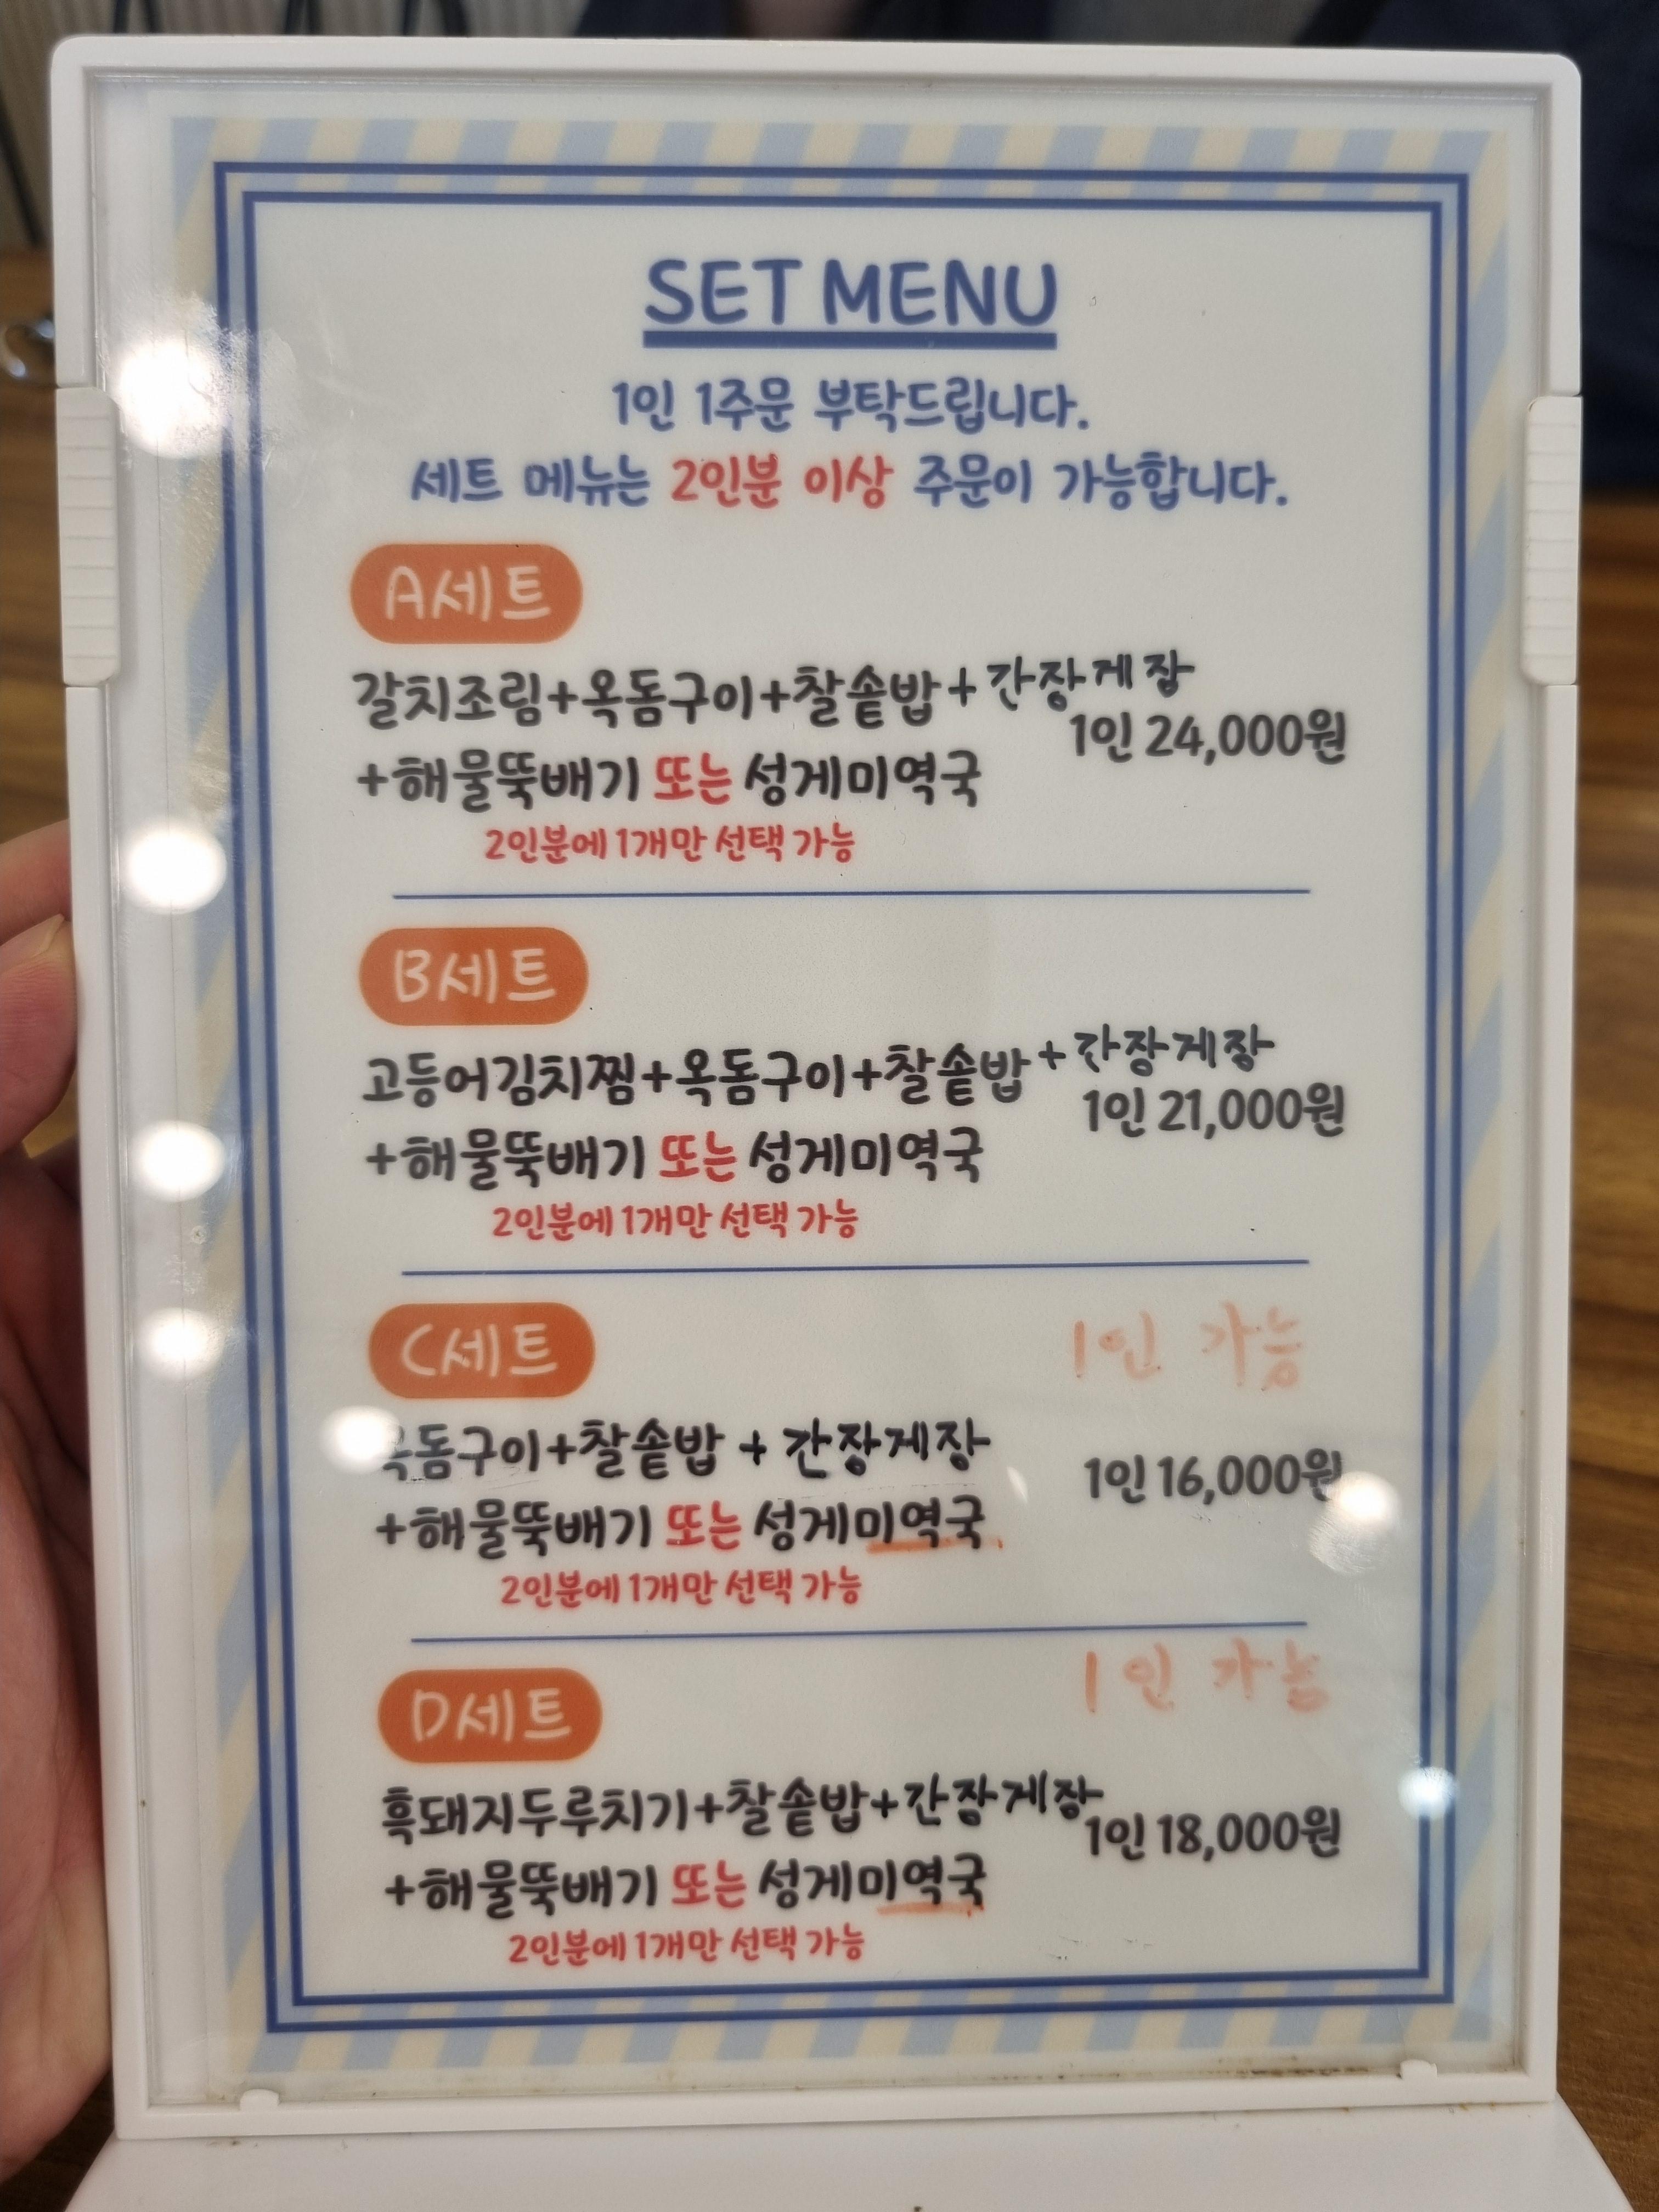 SET MENU
1인 1주문 부탁드립니다.
세트 메뉴는 2인분 이상 주문이 가능합니다.
A세트
갈치조림+옥돔구이+찰솥밥+간장게장
1인 24,000원
+해물뚝배기 또는 성게미역국
2인분에 1개만 선택 가능
B세트
고등어김치찜+옥돔구이+찰솥밥+간장게장
1인 21,000원
+해물뚝배기 또는 성게미역국
2인분에 1개만 선택 가능
C세트
1인 가능
옥돔구이+찰솥밥 + 간장게장
1인 16,000원
+해물뚝배기 또는 성게미역국
2인분에 1개만 선택 가능
1인 가능
D세트
흑돼지두루치기+찰솥밥+간장게장
1인 18,000원
+해물뚝배기 또는 성게미역국
2인분에 1개만 선택 가능